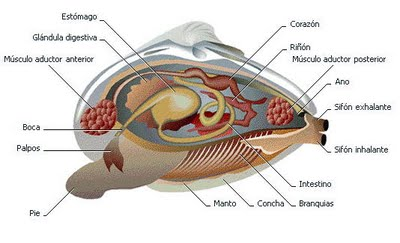 Estómago
Glándula digestiva
Músculo aductor anterior
Boca
Palpos
Pie
Corazón
Riñón
Músculo aductor posterior
Ano
Sifón exhalante
Sifón inhalante
Intestino
Manto
Concha
Branquias